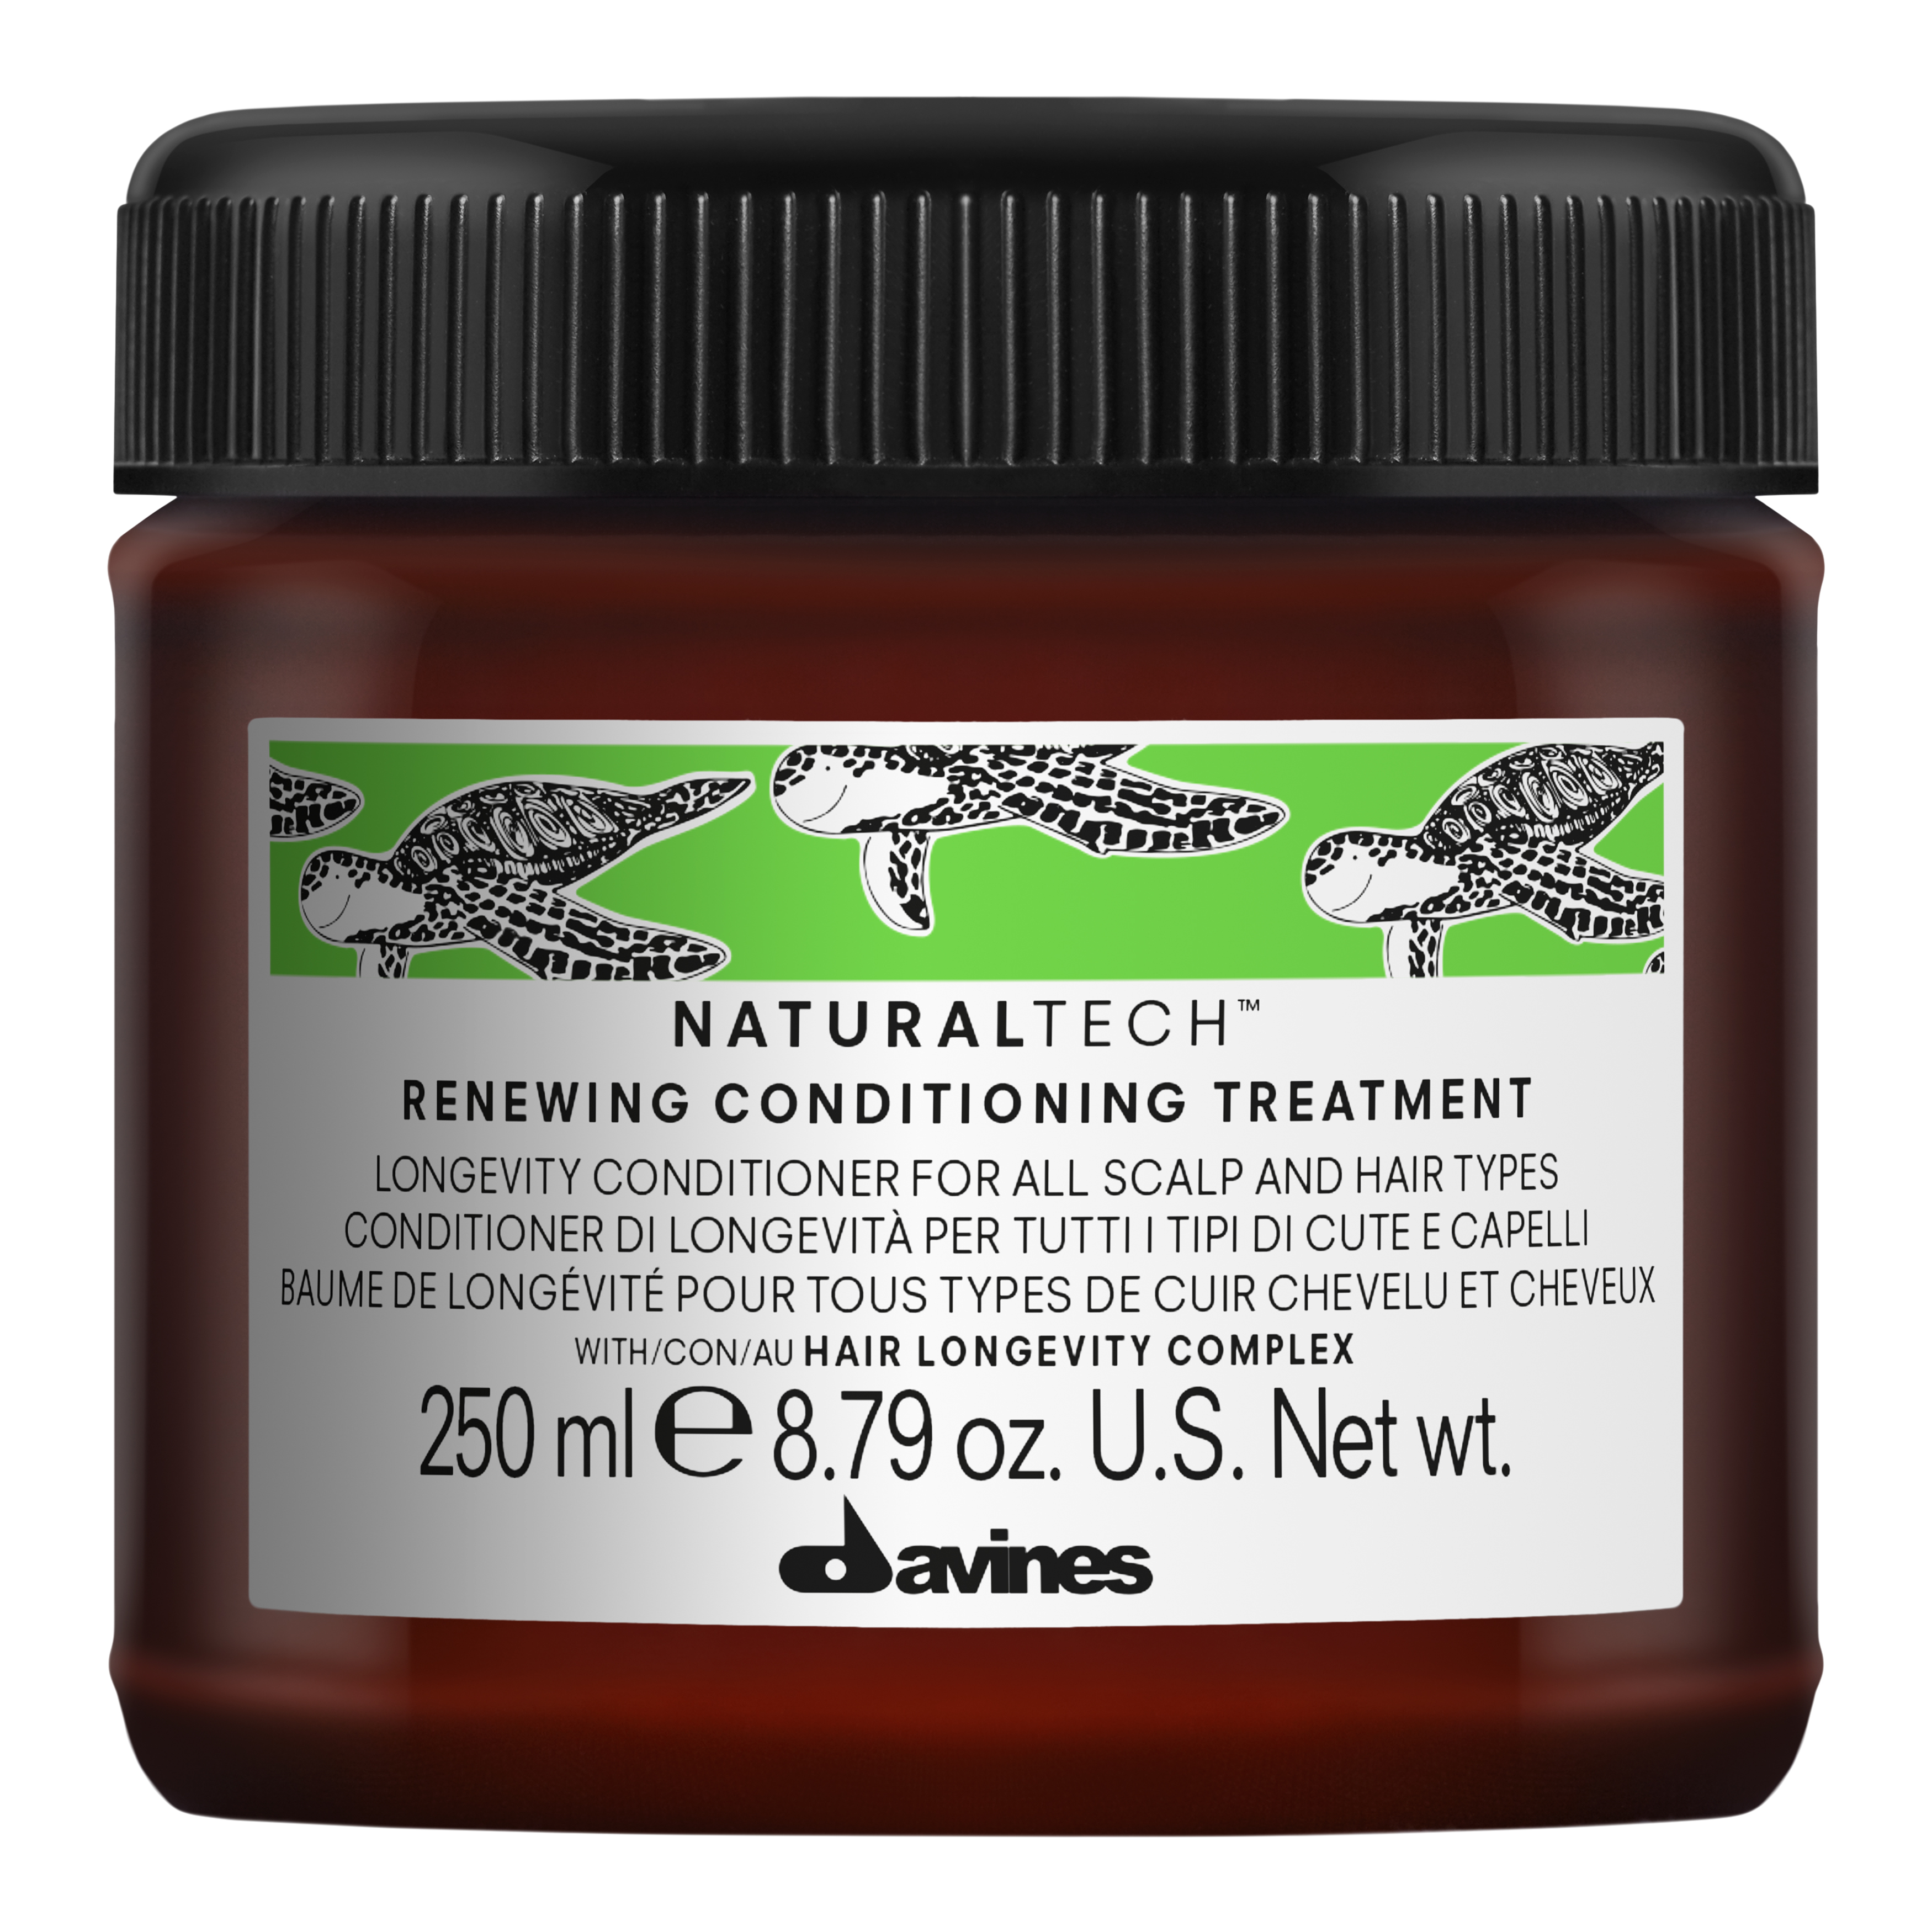 NATURALTECH™
RENEWING CONDITIONING TREATMENT
LONGEVITY CONDITIONER FOR ALL SCALP AND HAIR TYPES
CONDITIONER DI LONGEVITÀ PER TUTTI I TIPI DI CUTE E CAPELLI
BAUME DE LONGÉVITÉ POUR TOUS TYPES DE CUIR CHEVELU ET CHEVEUX
WITH/CON/AU HAIR LONGEVITY COMPLEX
250 ml e 8.79 oz. U.S. Net wt.
davines